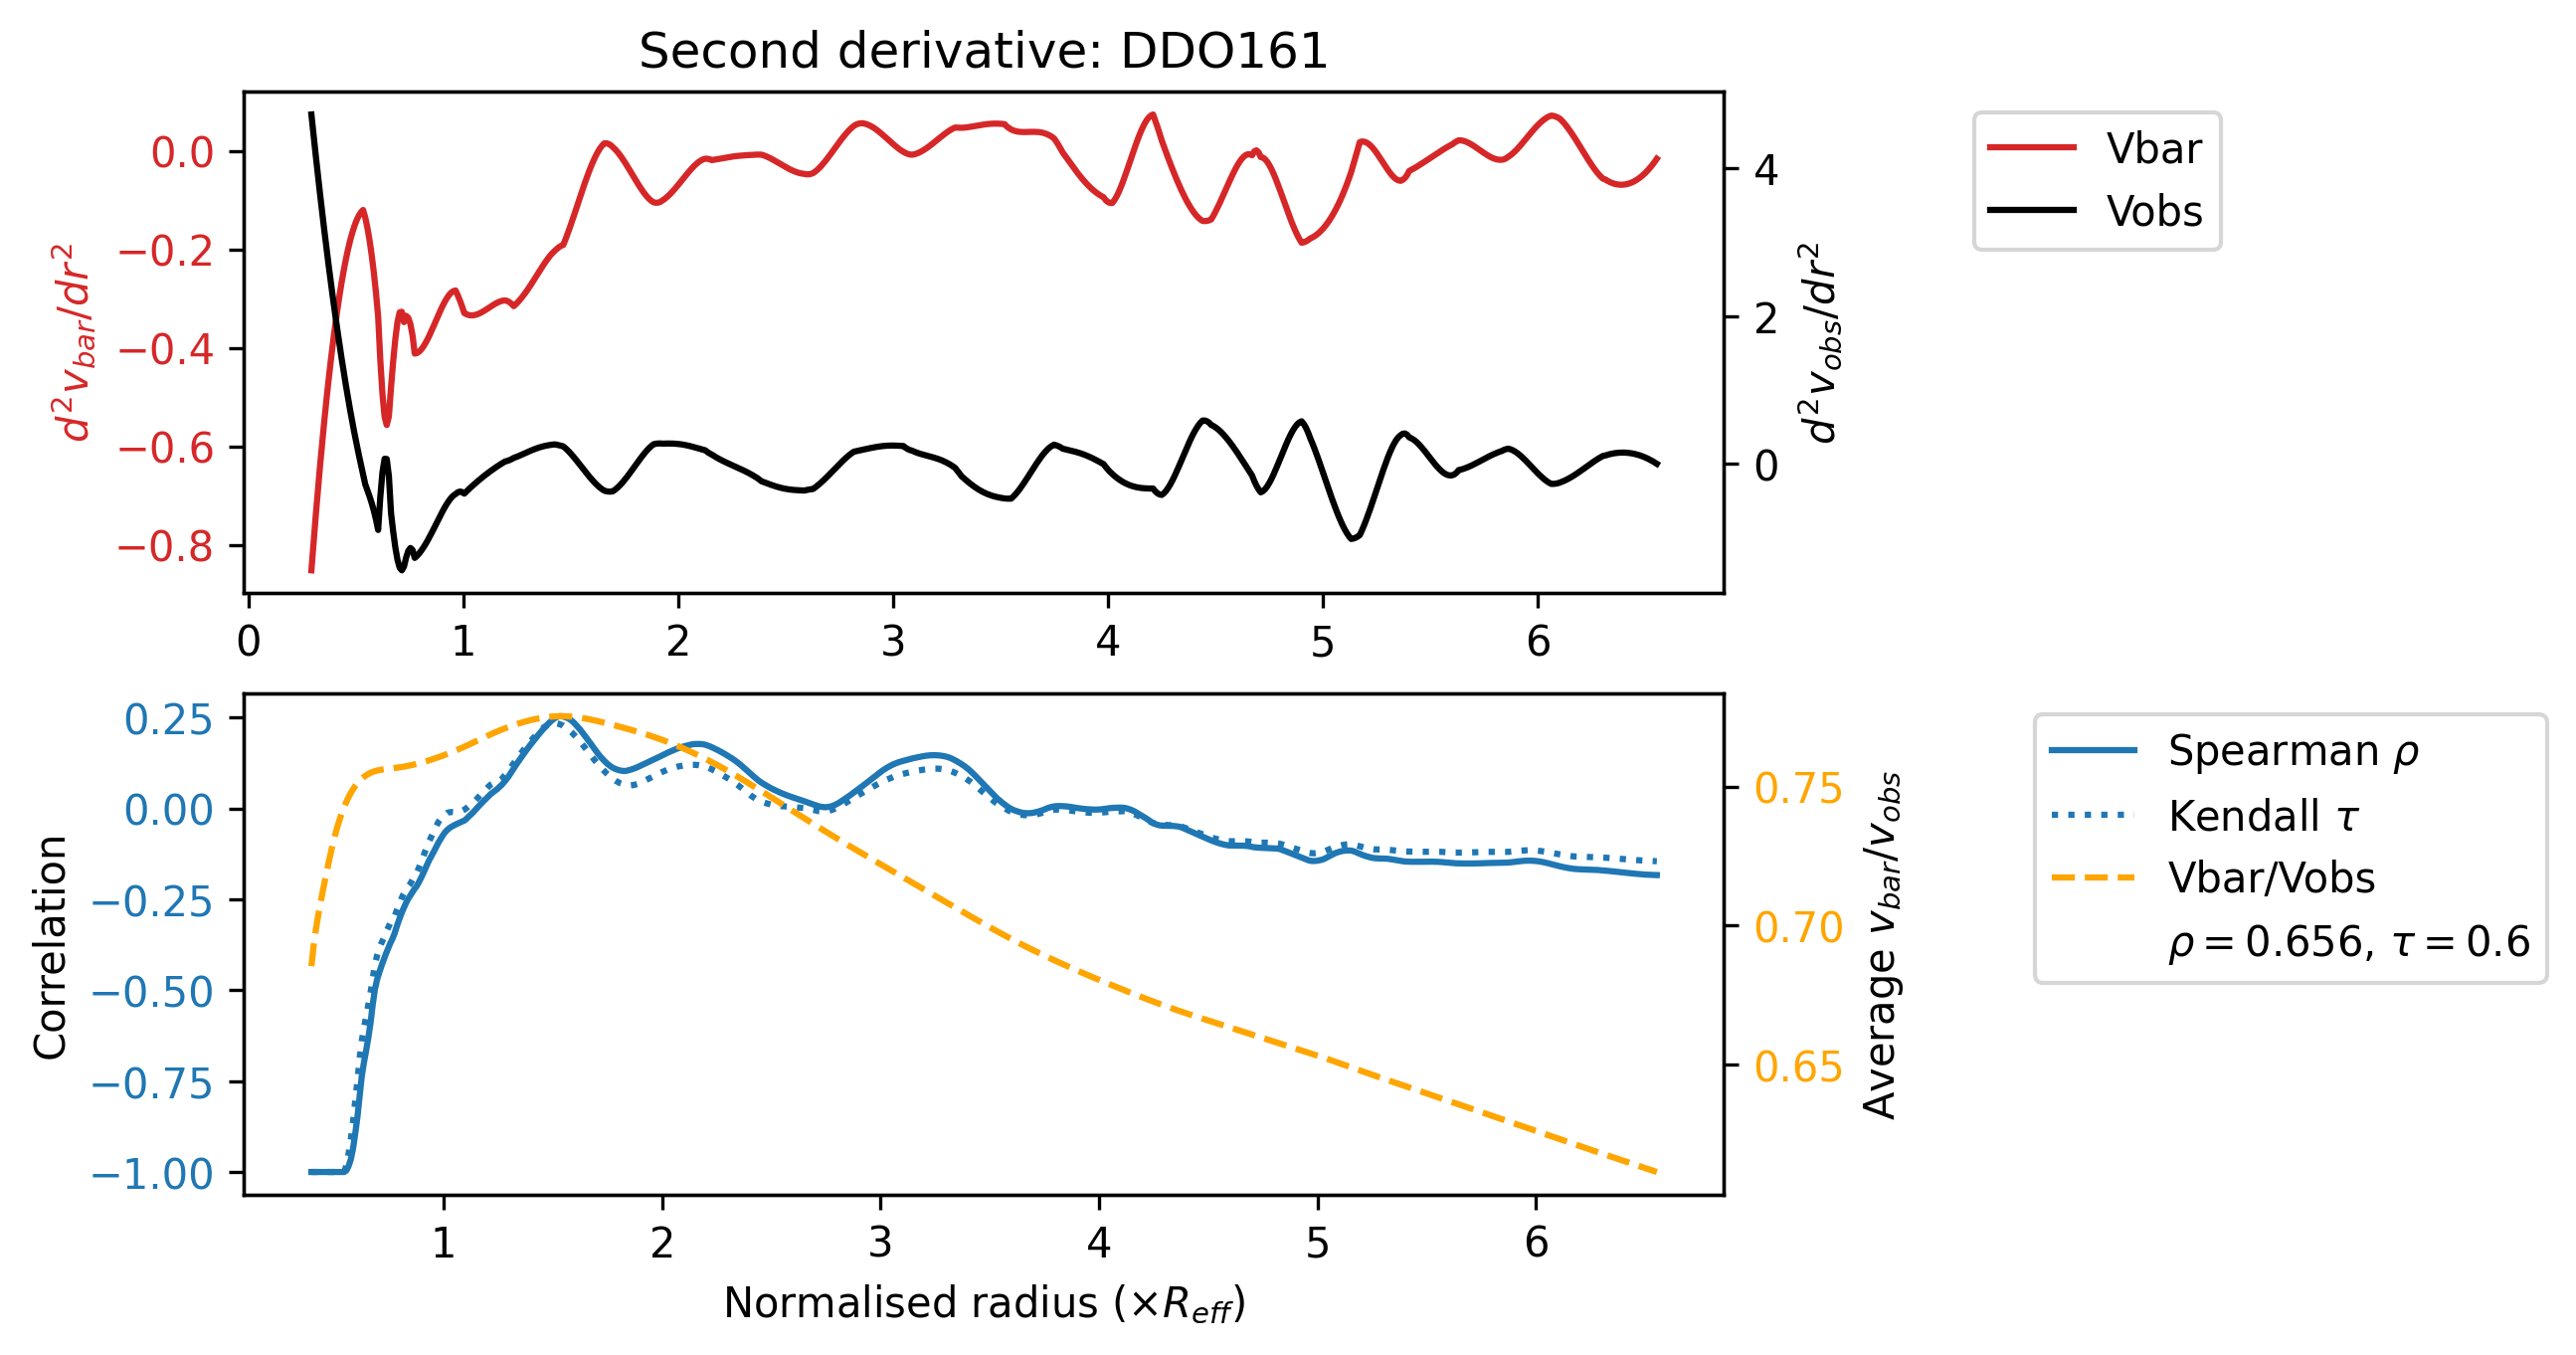 Second derivative: DDO161
d²v_bar/dr²
0.0
−0.2
−0.4
−0.6
−0.8
4
2
0
d²v_obs/dr²
Vbar
Vobs
0 1 2 3 4 5 6
Correlation
0.25
0.00
−0.25
−0.50
−0.75
−1.00
0.75
0.70
0.65
Average v_bar/v_obs
Spearman ρ
Kendall τ
Vbar/Vobs
ρ = 0.656, τ = 0.6
1 2 3 4 5 6
Normalised radius (×R_eff)